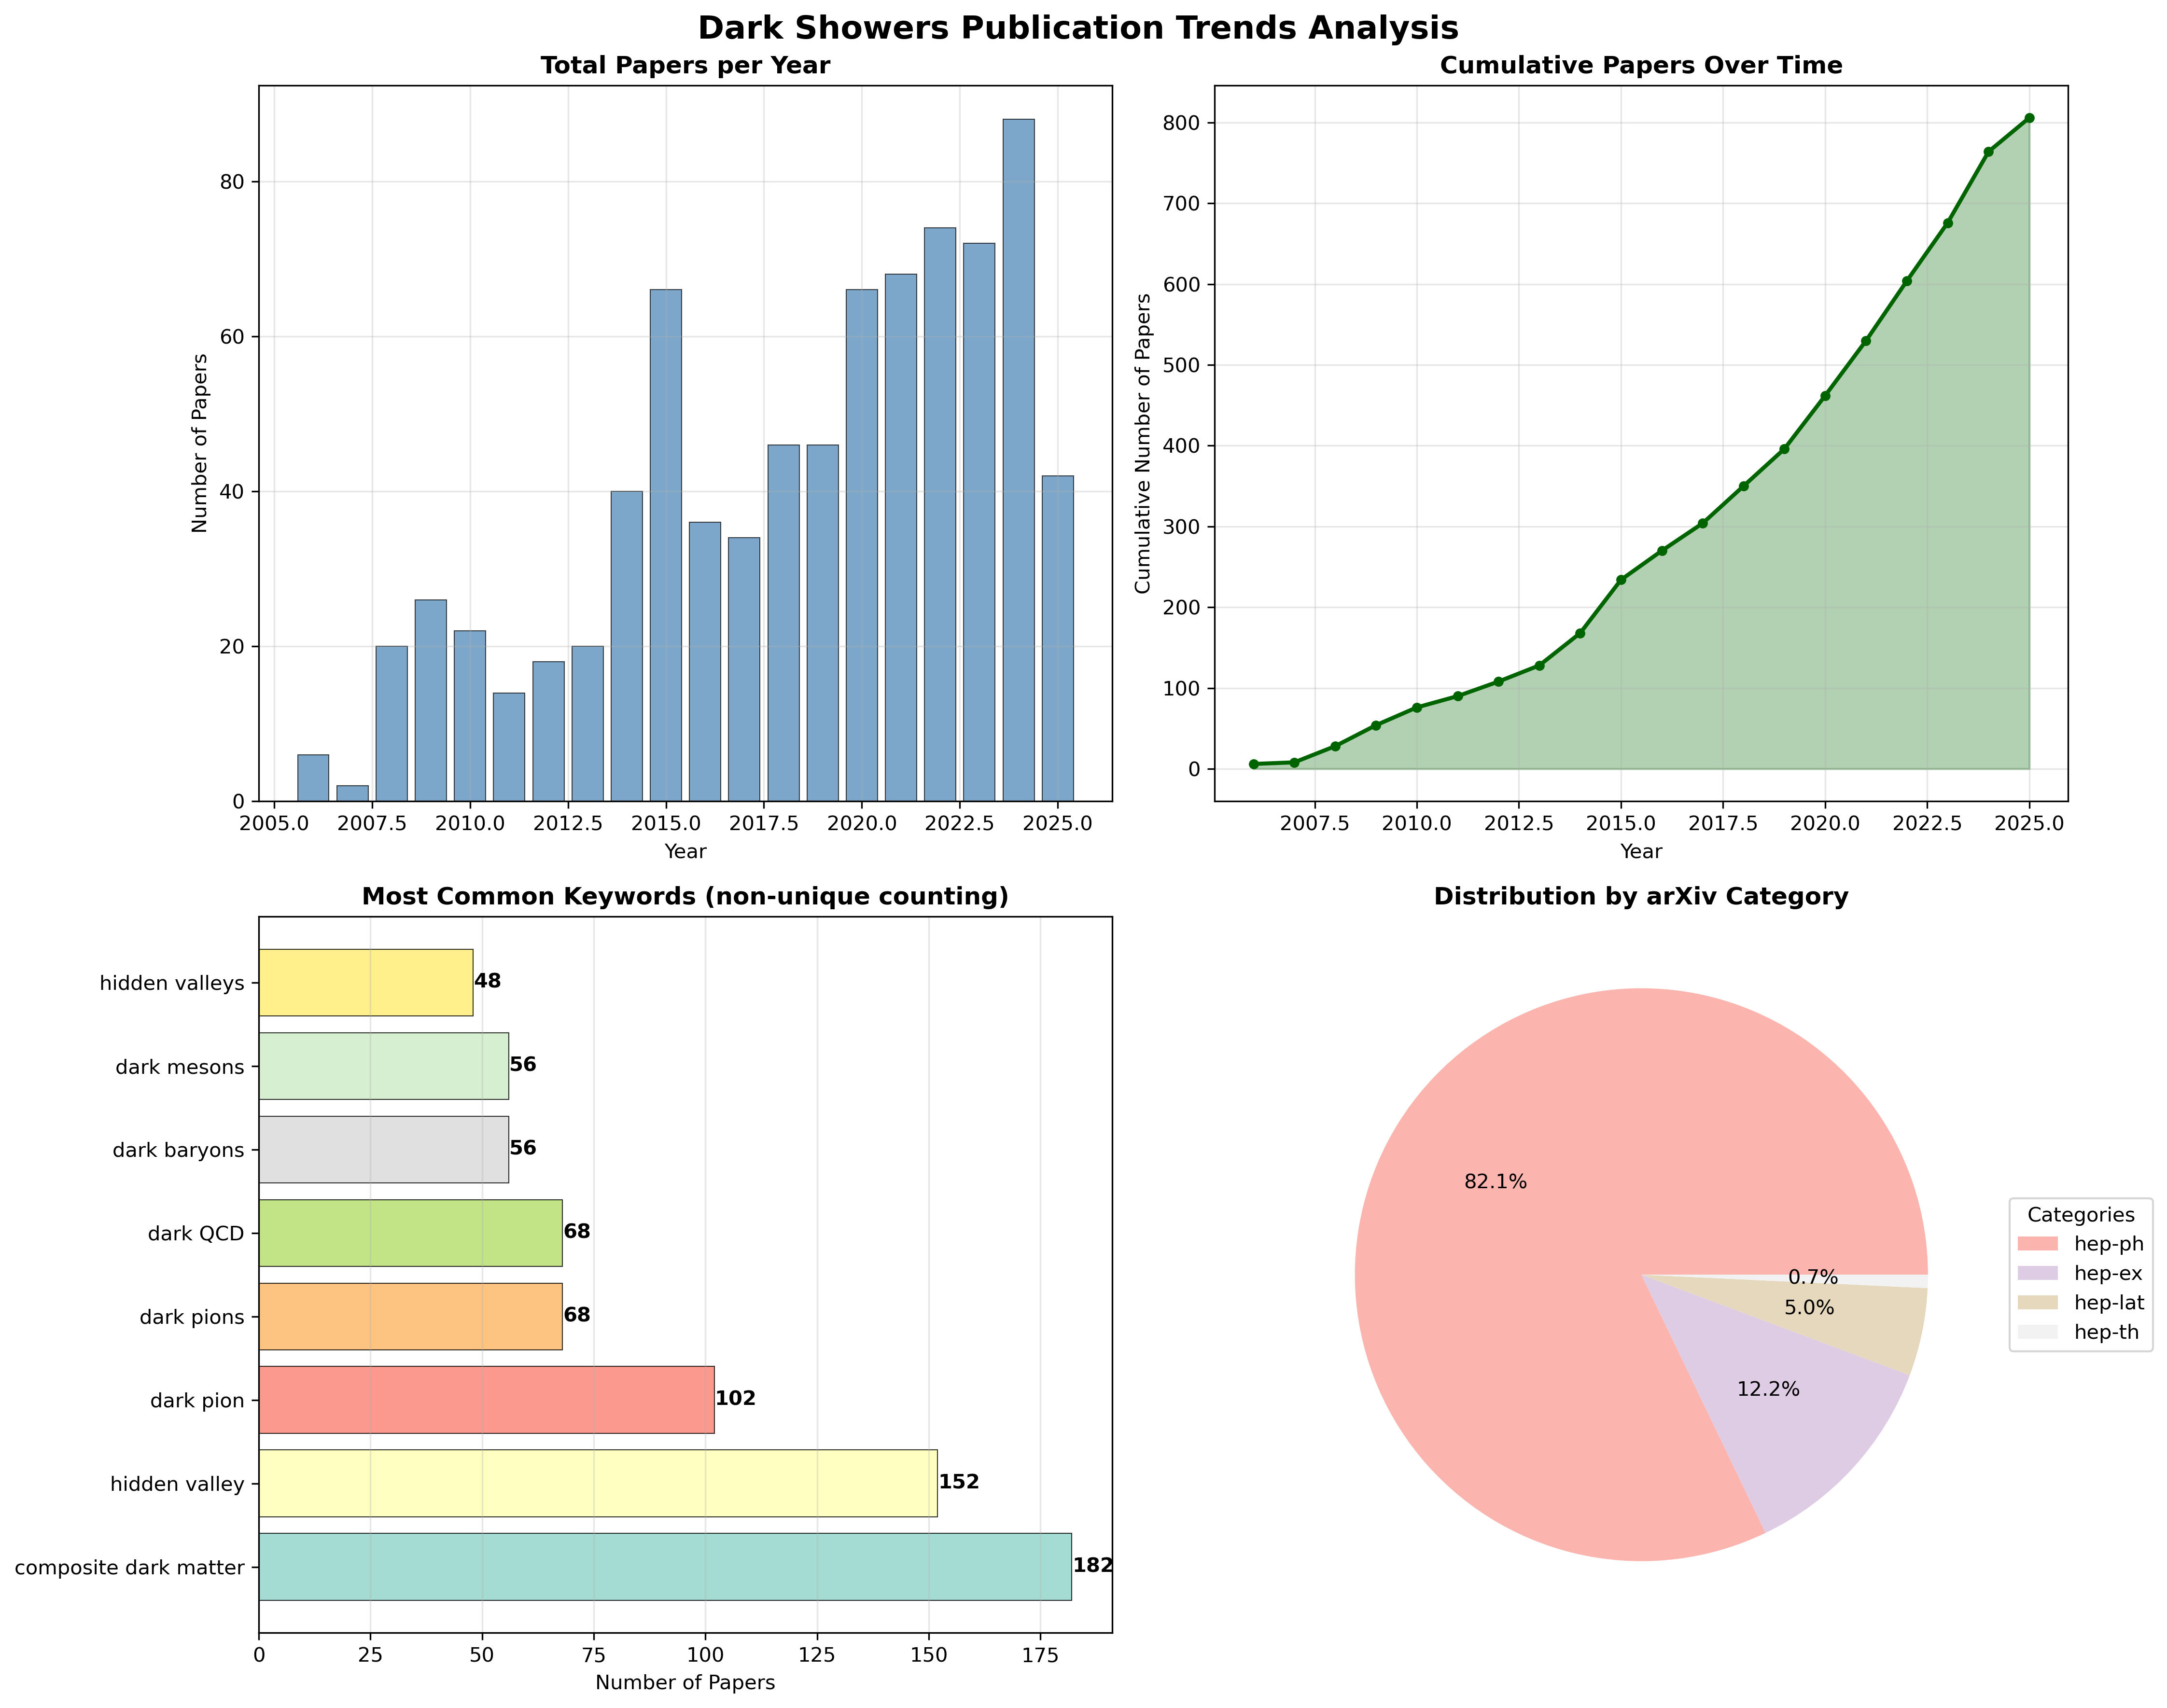 Dark Showers Publication Trends Analysis
Total Papers per Year
Number of Papers
80
60
40
20
0
2005.0 2007.5 2010.0 2012.5 2015.0 2017.5 2020.0 2022.5 2025.0
Year
Cumulative Papers Over Time
Cumulative Number of Papers
800
700
600
500
400
300
200
100
0
2007.5 2010.0 2012.5 2015.0 2017.5 2020.0 2022.5 2025.0
Year
Most Common Keywords (non-unique counting)
hidden valleys 48
dark mesons 56
dark baryons 56
dark QCD 68
dark pions 68
dark pion 102
hidden valley 152
composite dark matter 182
0 25 50 75 100 125 150 175
Number of Papers
Distribution by arXiv Category
82.1%
0.7%
5.0%
12.2%
Categories
hep-ph
hep-ex
hep-lat
hep-th